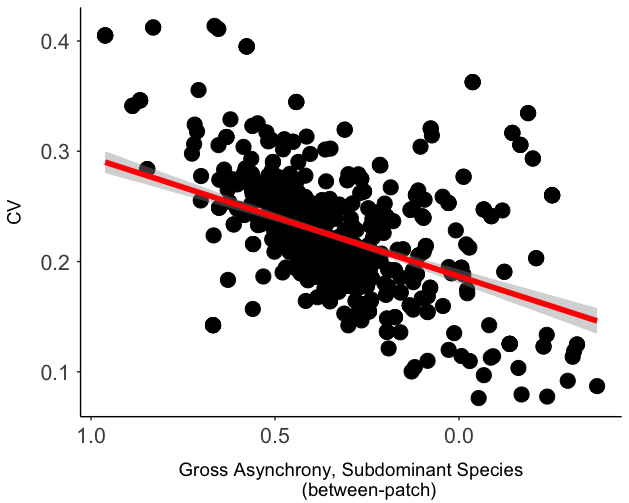 0.4
0.3
0.2
0.1
CV
1.0 0.5 0.0
Gross Asynchrony, Subdominant Species
(between-patch)